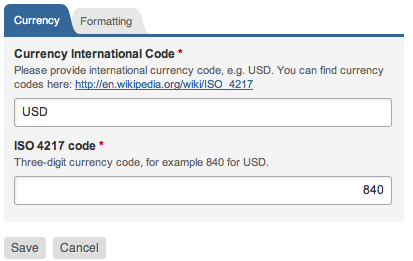 Currency Formatting
Currency International Code *
Please provide international currency code, e.g. USD. You can find currency
codes here: http://en.wikipedia.org/wiki/ISO_4217
USD
ISO 4217 code *
Three-digit currency code, for example 840 for USD.
840
Save Cancel